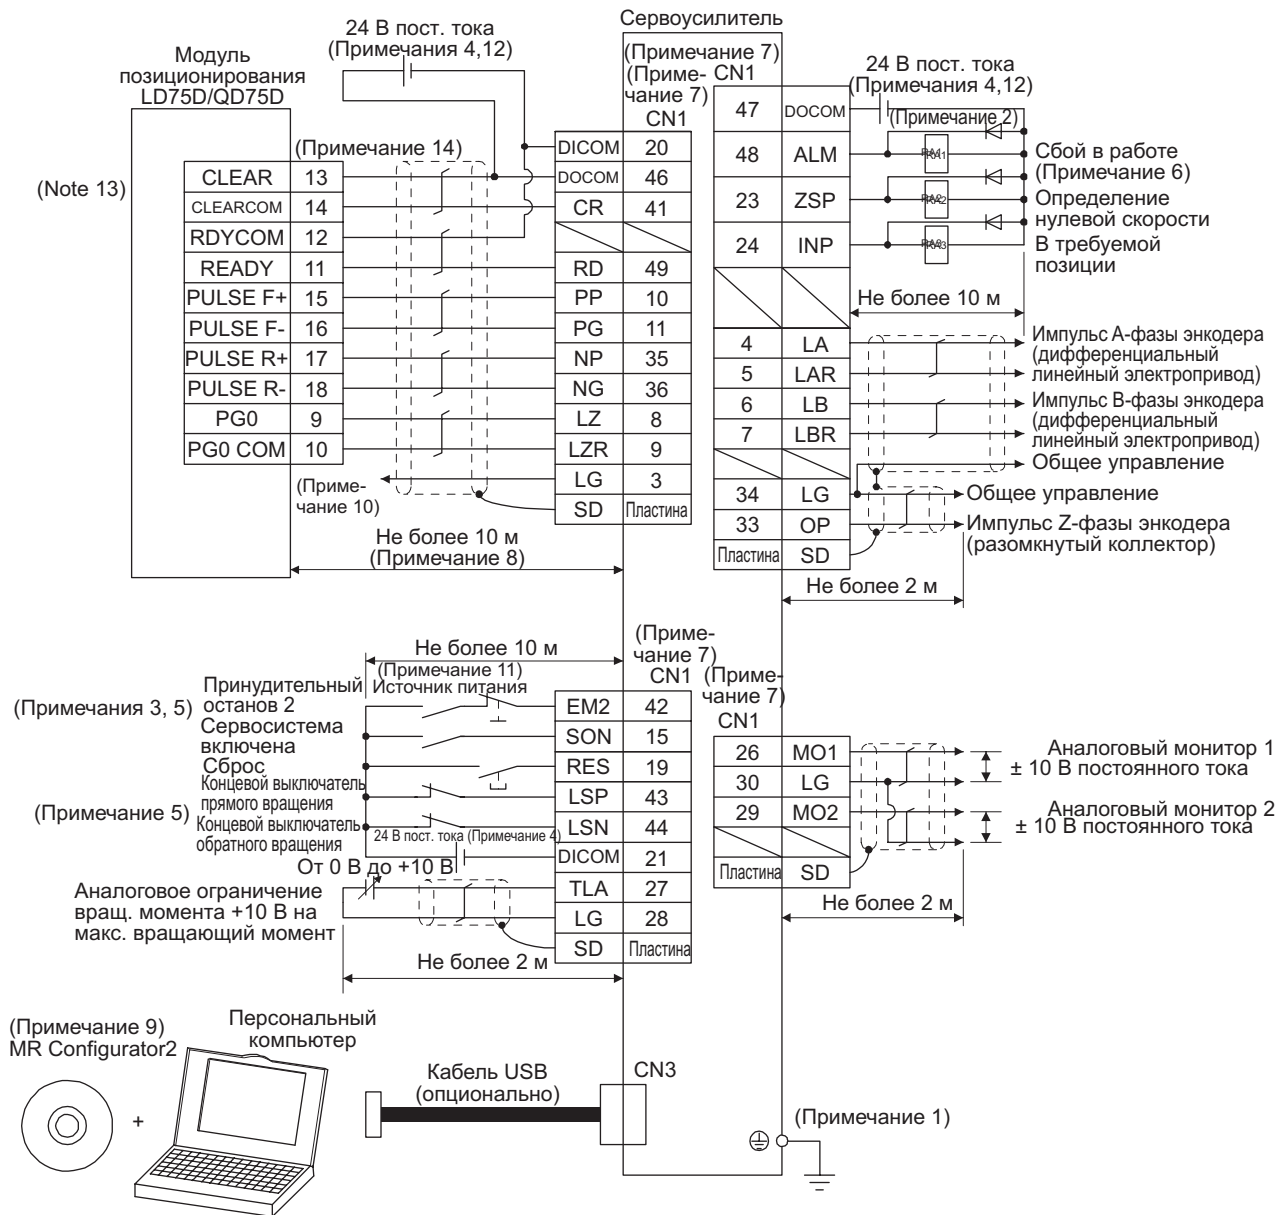 Сервоусилитель
24 В пост. тока
(Примечания 4,12)
Модуль
позиционирования
LD75D/QD75D
(Примечание 7)
(Приме-
чание 7)
CN1
CN1
24 В пост. тока
(Примечания 4,12)
(Примечание 2)
(Примечание 14)
(Note 13)
CLEAR 13
CLEARCOM 14
RDYCOM 12
READY 11
PULSE F+ 15
PULSE F- 16
PULSE R+ 17
PULSE R- 18
PG0 9
PG0 COM 10
DICOM 20
DOCOM 46
CR 41
RD 49
PP 10
PG 11
NP 35
NG 36
LZ 8
LZR 9
LG 3
SD Пластина
(Приме-
чание 10)
Не более 10 м
(Примечание 8)
47 DOCOM
48 ALM
23 ZSP
24 INP
4 LA
5 LAR
6 LB
7 LBR
34 LG
33 OP
Пластина SD
RA1
RA2
RA3
Сбой в работе
(Примечание 6)
Определение
нулевой скорости
В требуемой
позиции
Не более 10 м
Импульс А-фазы энкодера
(дифференциальный
линейный электропривод)
Импульс В-фазы энкодера
(дифференциальный
линейный электропривод)
Общее управление
Общее управление
Импульс Z-фазы энкодера
(разомкнутый коллектор)
Не более 2 м
Не более 10 м
(Примечание 11)
Источник питания
(Приме-
чание 7)
CN1
(Примечания 3, 5)
Принудительный
останов 2
Сервосистема
включена
Сброс
Концевой выключатель
прямого вращения
(Примечание 5)
Концевой выключатель
обратного вращения
24 В пост. тока (Примечание 4)
От 0 В до +10 В
Аналоговое ограничение
вращ. момента +10 В на
макс. вращающий момент
EM2 42
SON 15
RES 19
LSP 43
LSN 44
DICOM 21
TLA 27
LG 28
SD Пластина
Не более 2 м
(Приме-
чание 7)
CN1
26 MO1
30 LG
29 MO2
Пластина SD
Аналоговый монитор 1
± 10 В постоянного тока
Аналоговый монитор 2
± 10 В постоянного тока
Не более 2 м
(Примечание 9)
MR Configurator2
+
Персональный
компьютер
Кабель USB
(опционально)
CN3
(Примечание 1)